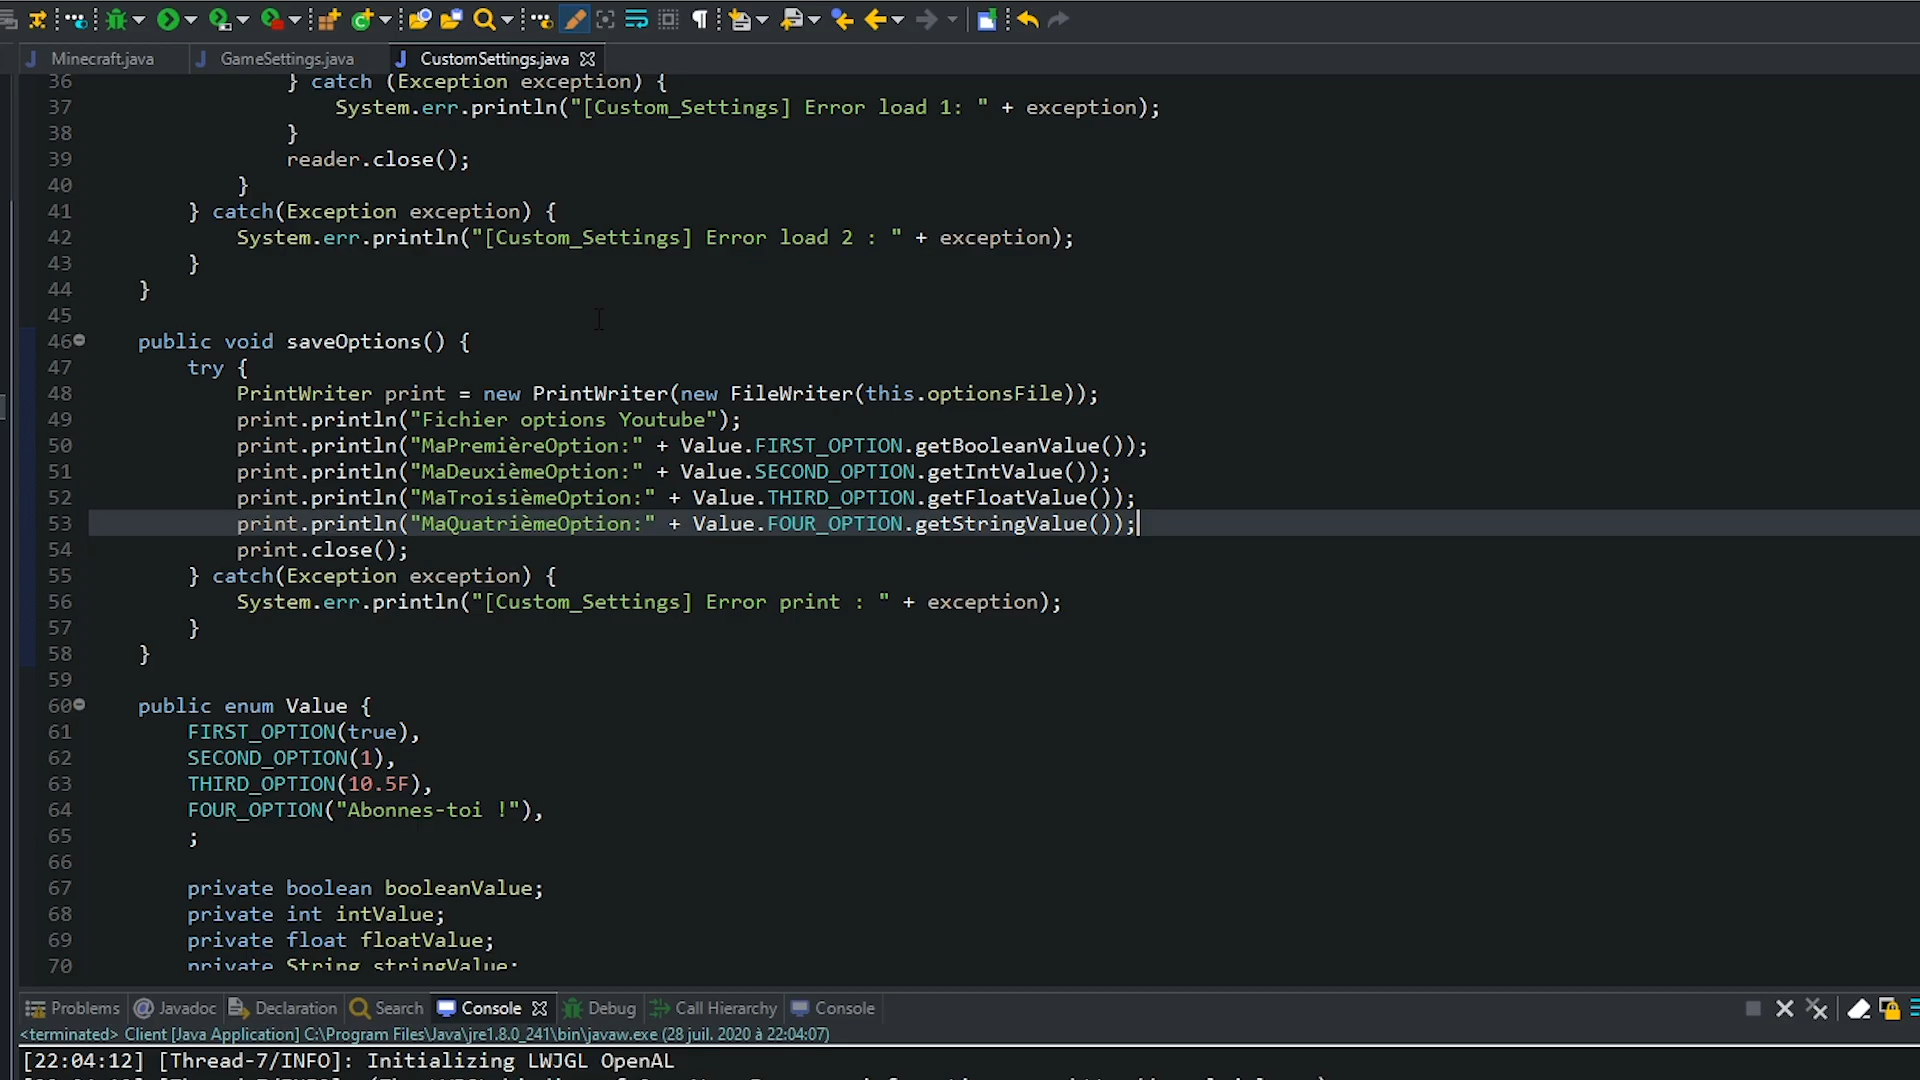 Minecraft.java GameSettings.java CustomSettings.java
36 } catch (Exception exception) {
37 System.err.println("[Custom_Settings] Error load 1: " + exception);
38 }
39 reader.close();
40 }
41 } catch(Exception exception) {
42 System.err.println("[Custom_Settings] Error load 2 : " + exception);
43 }
44 }
45
46 public void saveOptions() {
47 try {
48 PrintWriter print = new PrintWriter(new FileWriter(this.optionsFile));
49 print.println("Fichier options Youtube");
50 print.println("MaPremièreOption:" + Value.FIRST_OPTION.getBooleanValue());
51 print.println("MaDeuxièmeOption:" + Value.SECOND_OPTION.getIntValue());
52 print.println("MaTroisièmeOption:" + Value.THIRD_OPTION.getFloatValue());
53 print.println("MaQuatrièmeOption:" + Value.FOUR_OPTION.getStringValue());
54 print.close();
55 } catch(Exception exception) {
56 System.err.println("[Custom_Settings] Error print : " + exception);
57 }
58 }
59
60 public enum Value {
61 FIRST_OPTION(true),
62 SECOND_OPTION(1),
63 THIRD_OPTION(10.5F),
64 FOUR_OPTION("Abonnes-toi !"),
65 ;
66
67 private boolean booleanValue;
68 private int intValue;
69 private float floatValue;
70 private String stringValue;
Problems Javadoc Declaration Search Console Debug Call Hierarchy Console
<terminated> Client [Java Application] C:\Program Files\Java\jre1.8.0_241\bin\javaw.exe (28 juil. 2020 à 22:04:07)
[22:04:12] [Thread-7/INFO]: Initializing LWJGL OpenAL